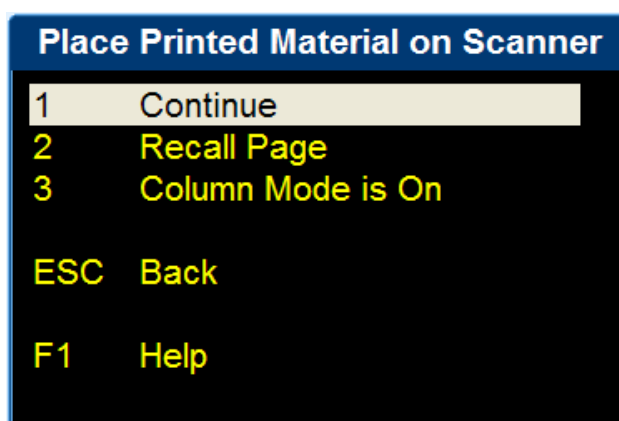 Place Printed Material on Scanner
1 Continue
2 Recall Page
3 Column Mode is On
ESC Back
F1 Help